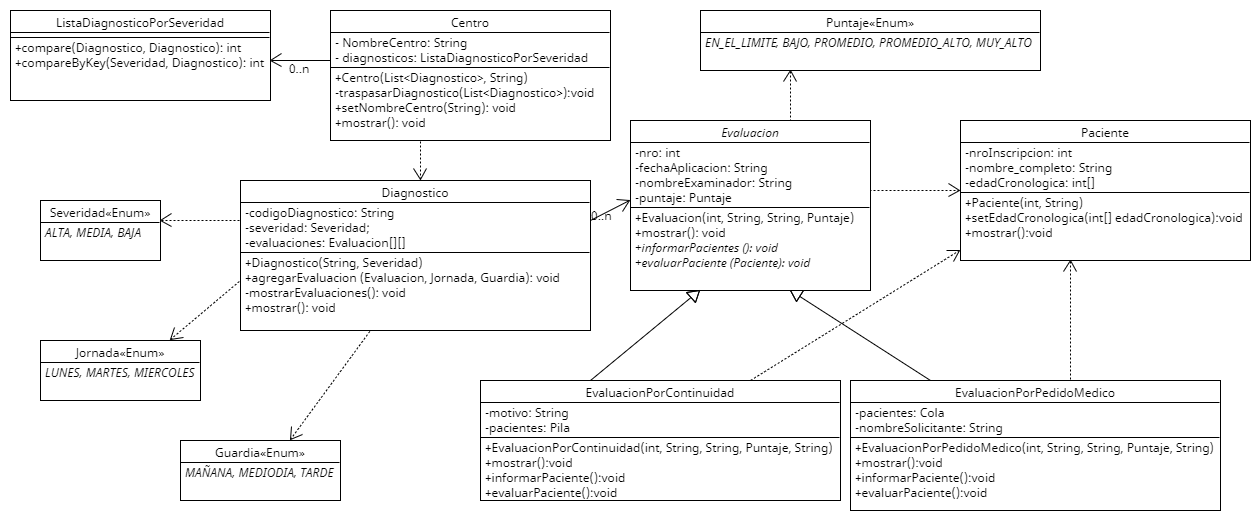 ListaDiagnosticoPorSeveridad
+compare(Diagnostico, Diagnostico): int
+compareByKey(Severidad, Diagnostico): int
0..n
Centro
- NombreCentro: String
- diagnosticos: ListaDiagnosticoPorSeveridad
+Centro(List<Diagnostico>, String)
-traspasarDiagnostico(List<Diagnostico>):void
+setNombreCentro(String): void
+mostrar(): void
Puntaje«Enum»
EN_EL_LIMITE, BAJO, PROMEDIO, PROMEDIO_ALTO, MUY_ALTO
Evaluacion
-nro: int
-fechaAplicacion: String
-nombreExaminador: String
-puntaje: Puntaje
+Evaluacion(int, String, String, Puntaje)
+mostrar(): void
+informarPacientes (): void
+evaluarPaciente (Paciente): void
Paciente
-nroInscripcion: int
-nombre_completo: String
-edadCronologica: int[]
+Paciente(int, String)
+setEdadCronologica(int[] edadCronologica):void
+mostrar():void
Severidad«Enum»
ALTA, MEDIA, BAJA
Diagnostico
-codigoDiagnostico: String
-severidad: Severidad;
-evaluaciones: Evaluacion[][]
+Diagnostico(String, Severidad)
+agregarEvaluacion (Evaluacion, Jornada, Guardia): void
-mostrarEvaluaciones(): void
+mostrar(): void
0..n
Jornada«Enum»
LUNES, MARTES, MIERCOLES
Guardia«Enum»
MAÑANA, MEDIODIA, TARDE
EvaluacionPorContinuidad
-motivo: String
-pacientes: Pila
+EvaluacionPorContinuidad(int, String, String, Puntaje, String)
+mostrar():void
+informarPaciente():void
+evaluarPaciente():void
EvaluacionPorPedidoMedico
-pacientes: Cola
-nombreSolicitante: String
+EvaluacionPorPedidoMedico(int, String, String, Puntaje, String)
+mostrar():void
+informarPaciente():void
+evaluarPaciente():void